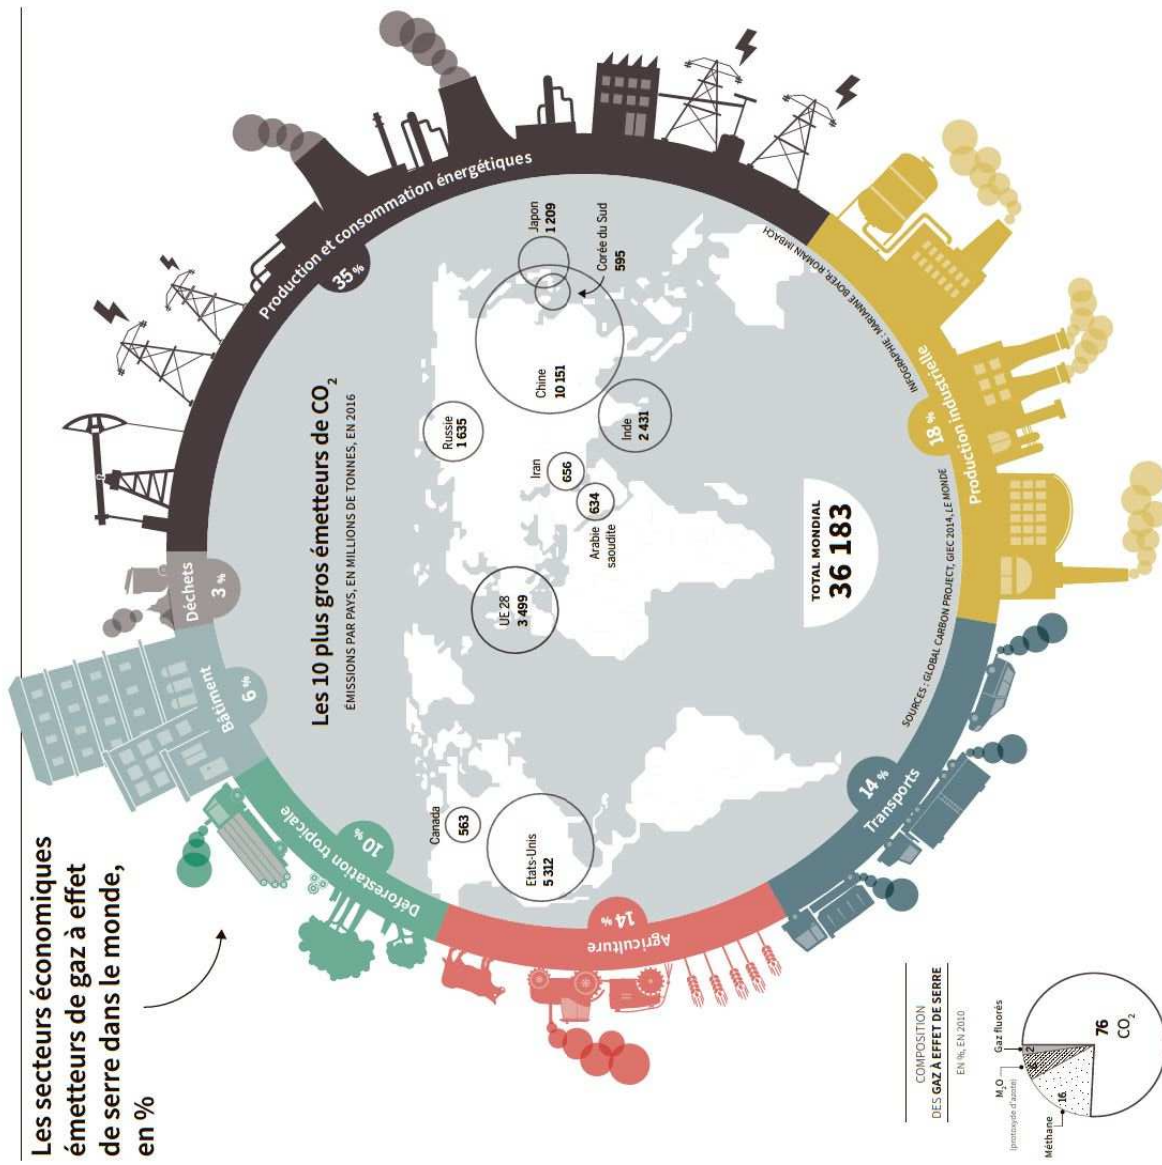 Les secteurs économiques
émetteurs de gaz à effet
de serre dans le monde,
en %
Production et consommation énergétiques
35 %
Production industrielle
18 %
Transports
14 %
Agriculture
14 %
Déforestation tropicale
10 %
Bâtiment
6 %
Déchets
3 %
Les 10 plus gros émetteurs de CO₂
ÉMISSIONS PAR PAYS, EN MILLIONS DE TONNES, EN 2016
Canada
563
Etats-Unis
5 312
UE 28
3 499
Russie
1 635
Iran
656
Arabie
saoudite
634
Inde
2 431
Chine
10 151
Japon
1 209
Corée du Sud
595
TOTAL MONDIAL
36 183
SOURCES : GLOBAL CARBON PROJECT, GIEC 2014, LE MONDE
INFOGRAPHIE : MARIANNE BOYER, ROMAIN IMBACH
COMPOSITION
DES GAZ À EFFET DE SERRE
EN %, EN 2010
Gaz fluorés
2
M₂O
(protoxyde d'azote)
6
Méthane
16
76
CO₂